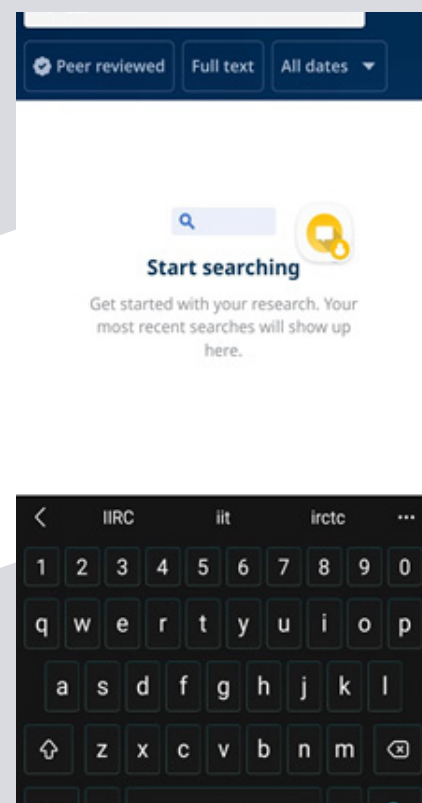 Peer reviewed Full text All dates
Start searching
Get started with your research. Your
most recent searches will show up
here.
IIRC iit irctc ...
1 2 3 4 5 6 7 8 9 0
q w e r t y u i o p
a s d f g h j k l
z x c v b n m